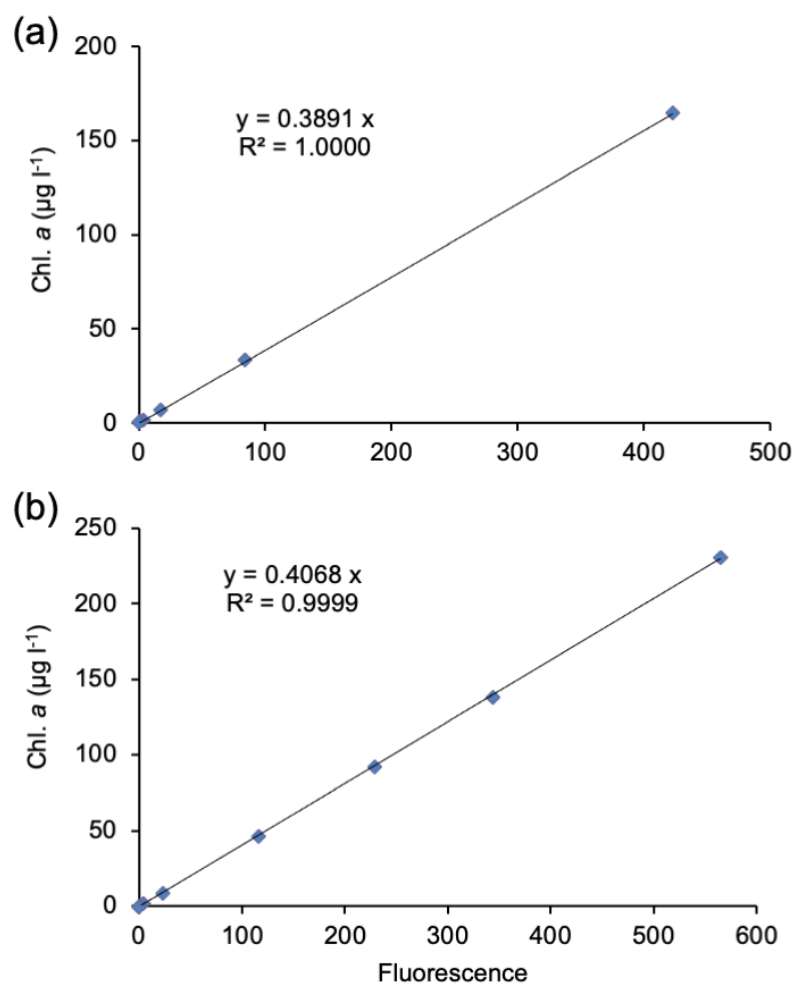 (a)
200
150
100
50
0
y = 0.3891 x
R² = 1.0000
Chl. a (µg l⁻¹)
0 100 200 300 400 500
(b)
250
200
150
100
50
0
y = 0.4068 x
R² = 0.9999
Chl. a (µg l⁻¹)
0 100 200 300 400 500 600
Fluorescence